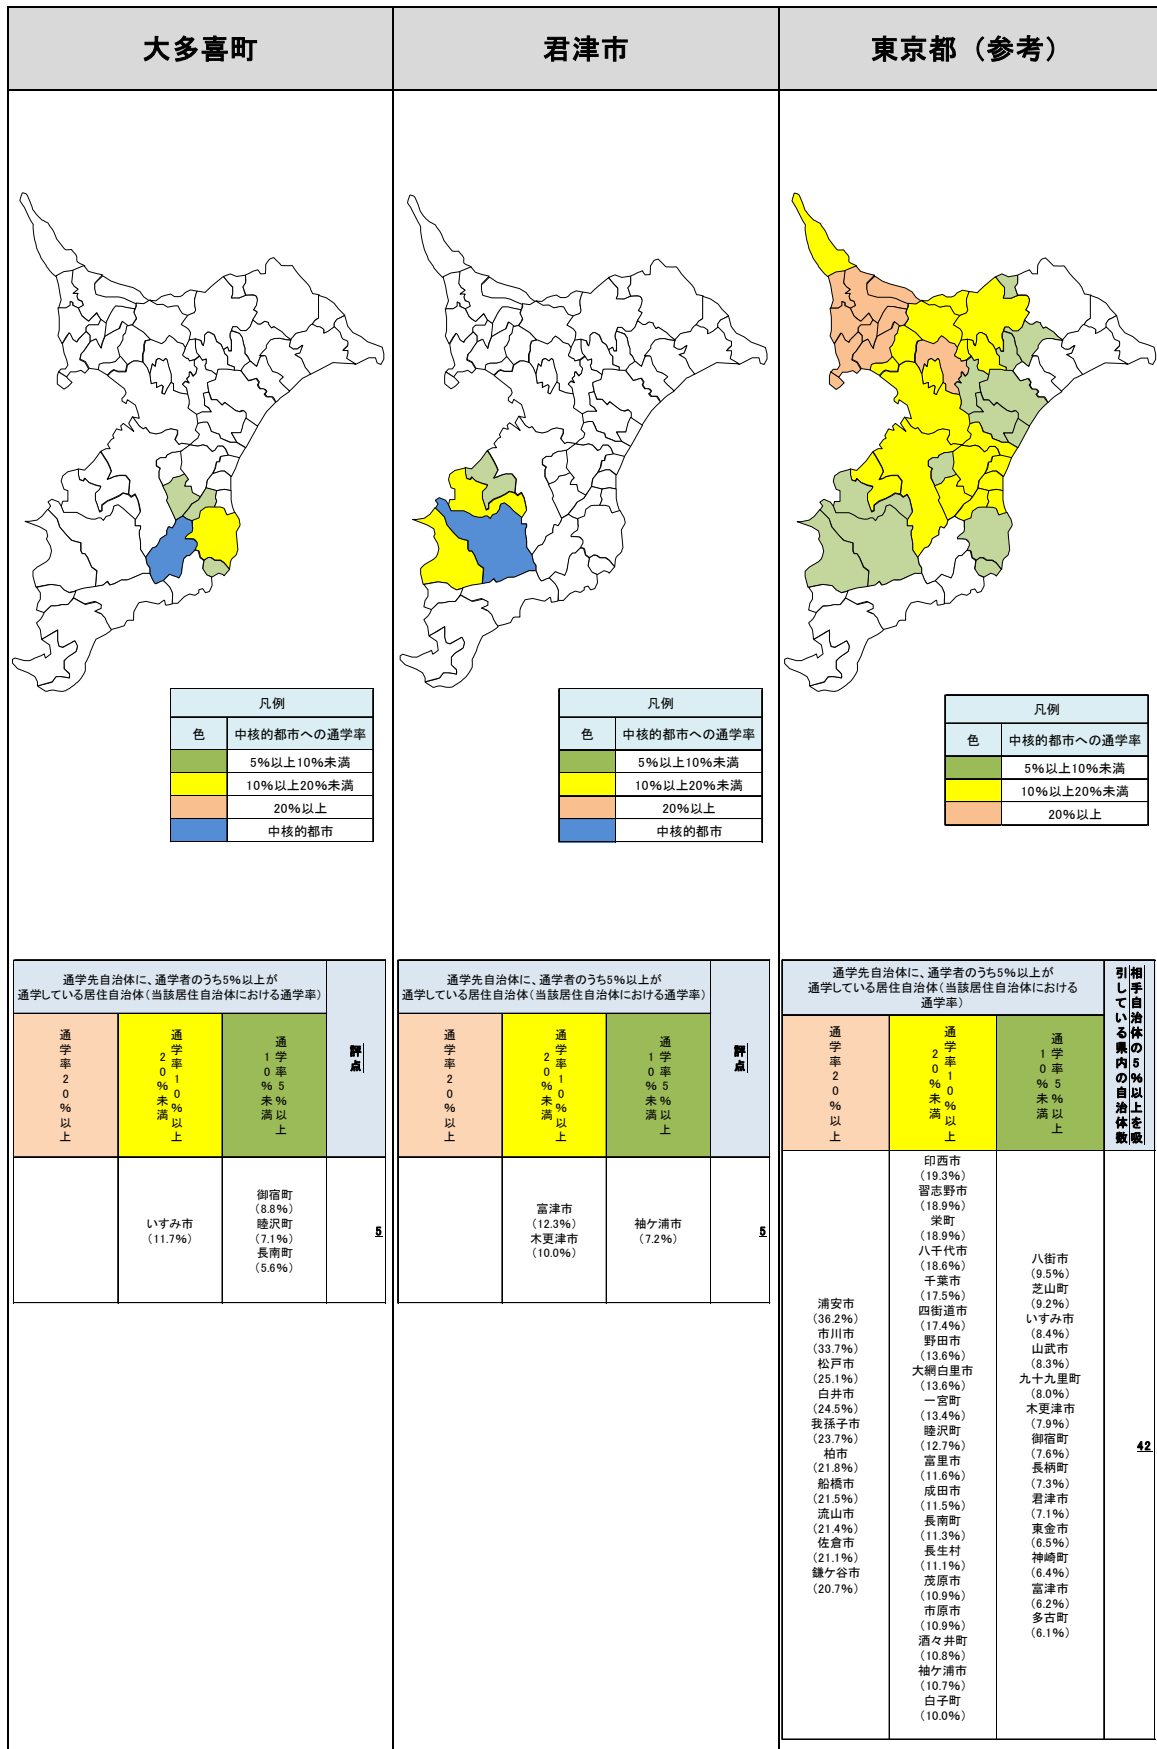 大多喜町
君津市
東京都（参考）
凡例
色
中核的都市への通学率
5%以上10%未満
10%以上20%未満
20%以上
中核的都市
凡例
色
中核的都市への通学率
5%以上10%未満
10%以上20%未満
20%以上
中核的都市
凡例
色
中核的都市への通学率
5%以上10%未満
10%以上20%未満
20%以上
通学先自治体に、通学者のうち5%以上が
通学している居住自治体（当該居住自治体における通学率）
評点
通学率20%以上
通学率10%以上
20%未満
通学率5%以上
10%未満
いすみ市
（11.7%）
御宿町
（8.8%）
睦沢町
（7.1%）
長南町
（5.6%）
5
通学先自治体に、通学者のうち5%以上が
通学している居住自治体（当該居住自治体における通学率）
評点
通学率20%以上
通学率10%以上
20%未満
通学率5%以上
10%未満
富津市
（12.3%）
木更津市
（10.0%）
袖ケ浦市
（7.2%）
5
通学先自治体に、通学者のうち5%以上が
通学している居住自治体（当該居住自治体における
通学率）
相手自治体の5%以上を吸
引している県内の自治体数
通学率20%以上
通学率10%以上
20%未満
通学率5%以上
10%未満
浦安市
（36.2%）
市川市
（33.7%）
松戸市
（25.1%）
白井市
（24.5%）
我孫子市
（23.7%）
柏市
（21.8%）
船橋市
（21.5%）
流山市
（21.4%）
佐倉市
（21.1%）
鎌ケ谷市
（20.7%）
印西市
（19.3%）
習志野市
（18.9%）
栄町
（18.9%）
八千代市
（18.6%）
千葉市
（17.5%）
四街道市
（17.4%）
野田市
（13.6%）
大網白里市
（13.6%）
一宮町
（13.4%）
睦沢町
（12.7%）
富里市
（11.6%）
成田市
（11.5%）
長南町
（11.3%）
長生村
（11.1%）
茂原市
（10.9%）
市原市
（10.9%）
酒々井町
（10.8%）
袖ケ浦市
（10.7%）
白子町
（10.0%）
八街市
（9.5%）
芝山町
（9.2%）
いすみ市
（8.4%）
山武市
（8.3%）
九十九里町
（8.0%）
木更津市
（7.9%）
御宿町
（7.6%）
長柄町
（7.3%）
君津市
（7.1%）
東金市
（6.5%）
神崎町
（6.4%）
富津市
（6.2%）
多古町
（6.1%）
42